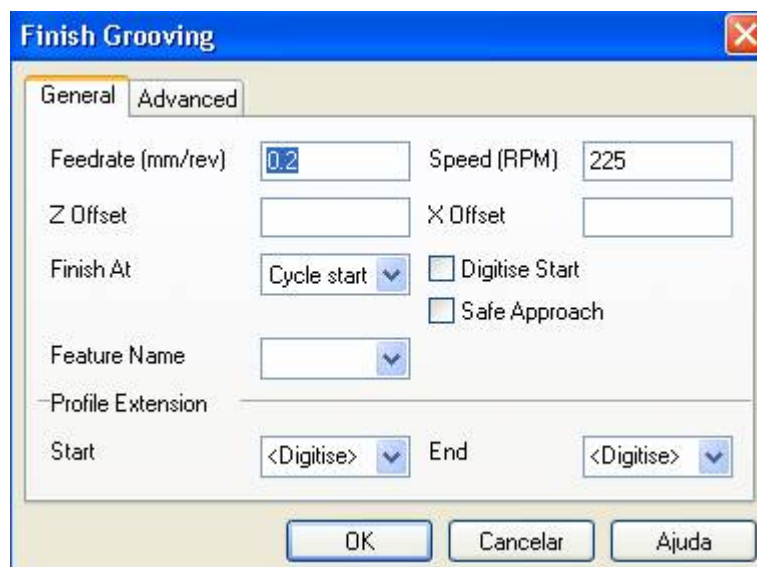 Finish Grooving
General Advanced
Feedrate (mm/rev) 0.2 Speed (RPM) 225
Z Offset X Offset
Finish At Cycle start Digitise Start
Safe Approach
Feature Name
Profile Extension
Start <Digitise> End <Digitise>
OK Cancelar Ajuda